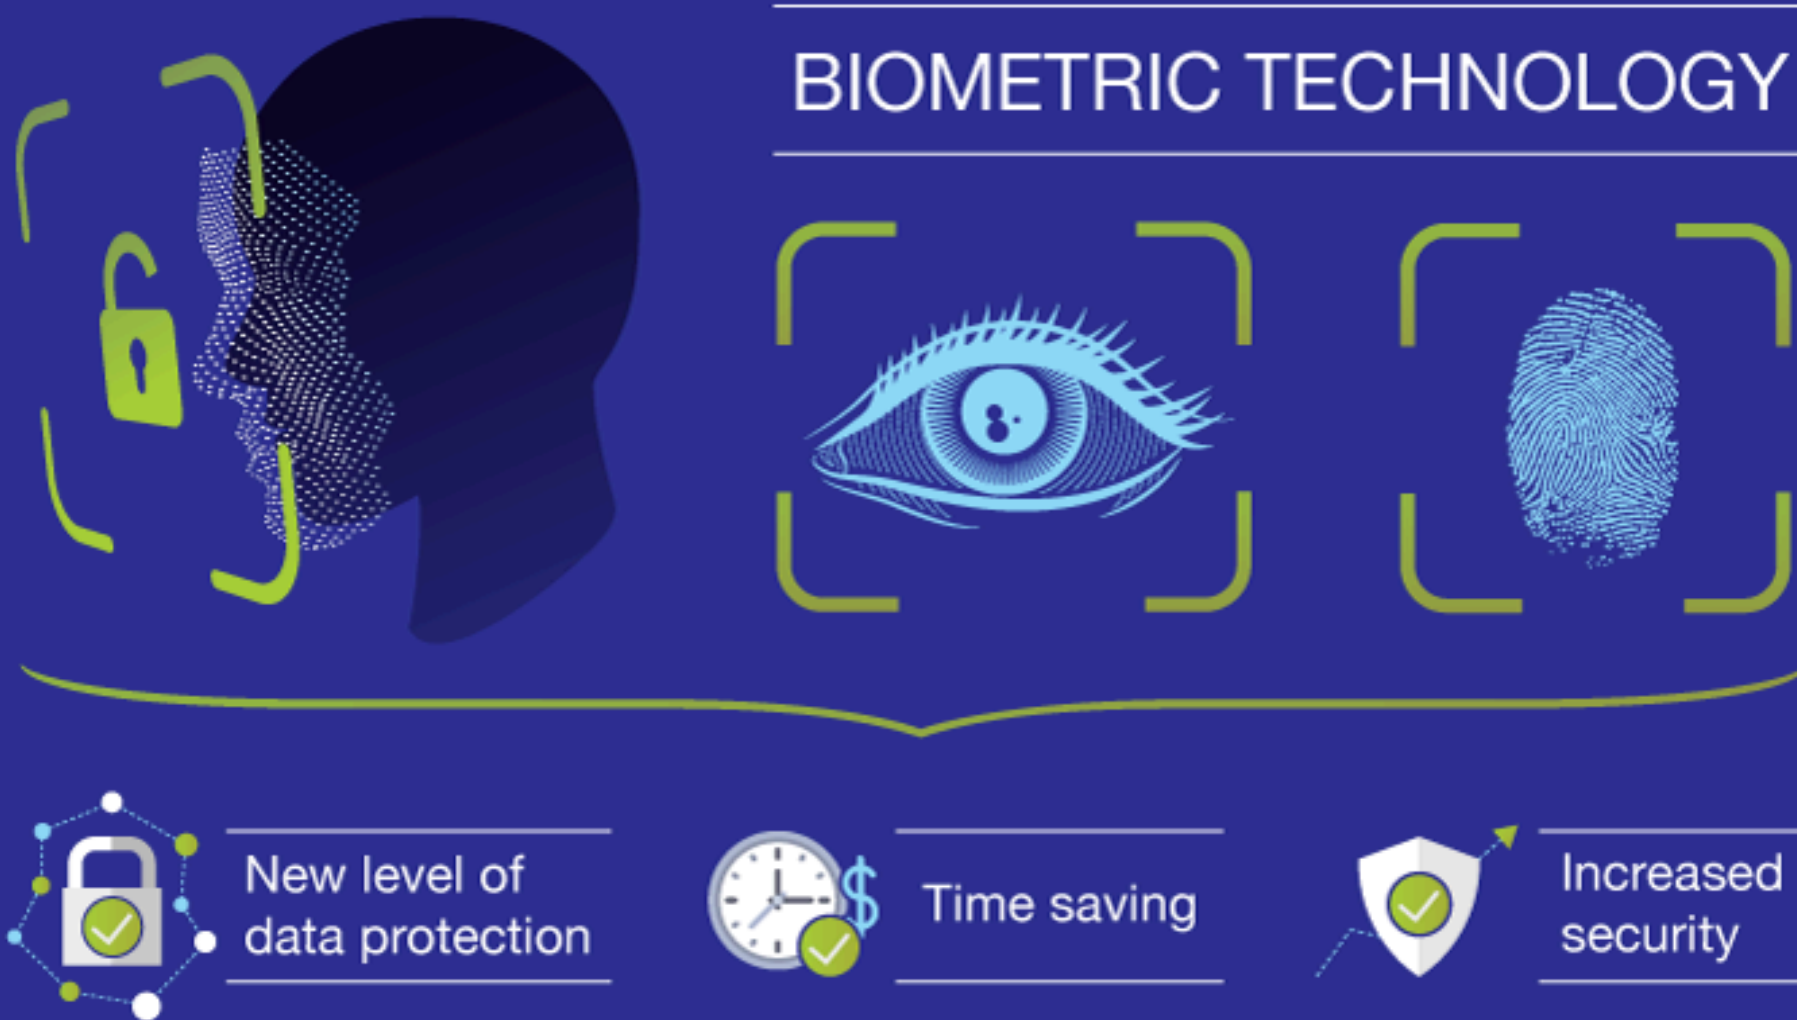 BIOMETRIC TECHNOLOGY
New level of
data protection
$
Time saving
Increased
security